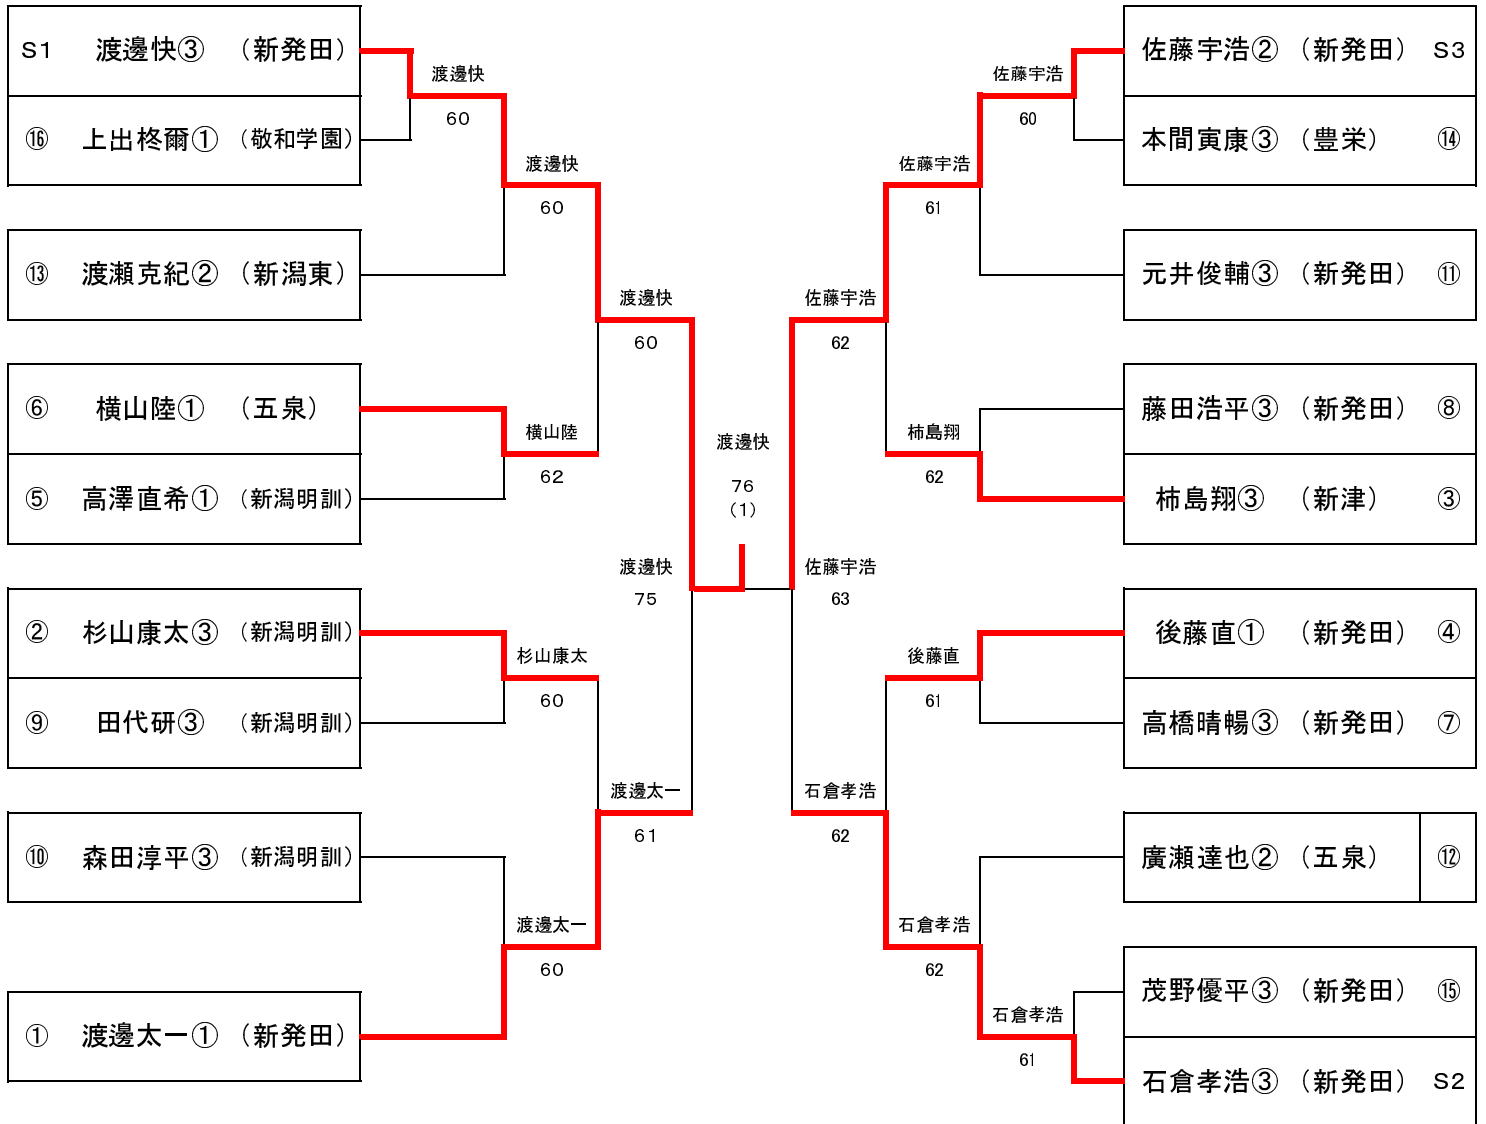 S1 渡邊快③ （新発田）
⑯ 上出柊爾① （敬和学園）
⑬ 渡瀬克紀② （新潟東）
⑥ 横山陸① （五泉）
⑤ 高澤直希① （新潟明訓）
② 杉山康太③ （新潟明訓）
⑨ 田代研③ （新潟明訓）
⑩ 森田淳平③ （新潟明訓）
① 渡邊太一① （新発田）
渡邊快
60
渡邊快
60
横山陸
62
杉山康太
60
渡邊太一
60
渡邊快
60
渡邊太一
61
渡邊快
75
渡邊快
76
（1）
佐藤宇浩
63
佐藤宇浩
62
石倉孝浩
62
佐藤宇浩
61
柿島翔
62
後藤直
61
石倉孝浩
62
佐藤宇浩
60
石倉孝浩
61
佐藤宇浩② （新発田） S3
本間寅康③ （豊栄） ⑭
元井俊輔③ （新発田） ⑪
藤田浩平③ （新発田） ⑧
柿島翔③ （新津） ③
後藤直① （新発田） ④
高橋晴暢③ （新発田） ⑦
廣瀬達也② （五泉） ⑫
茂野優平③ （新発田） ⑮
石倉孝浩③ （新発田） S2